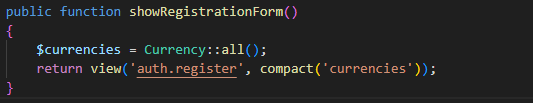 public function showRegistrationForm()
{
    $currencies = Currency::all();
    return view('auth.register', compact('currencies'));
}